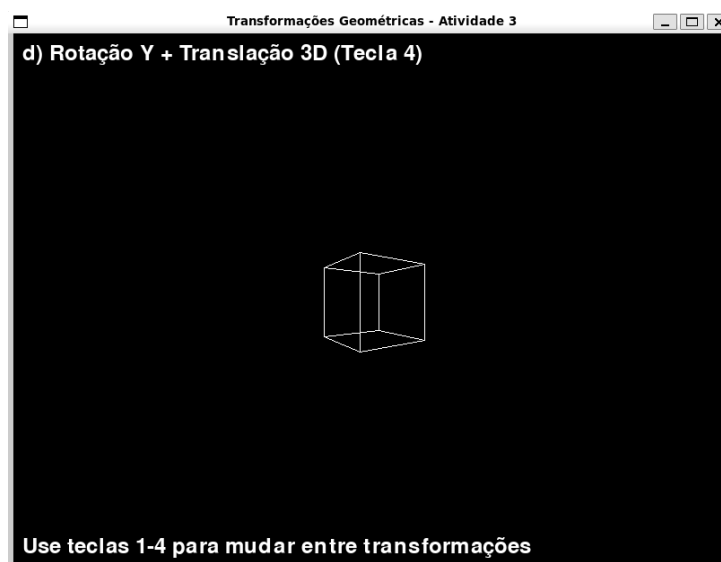 Transformações Geométricas - Atividade 3
d) Rotação Y + Translação 3D (Tecla 4)
Use teclas 1-4 para mudar entre transformações